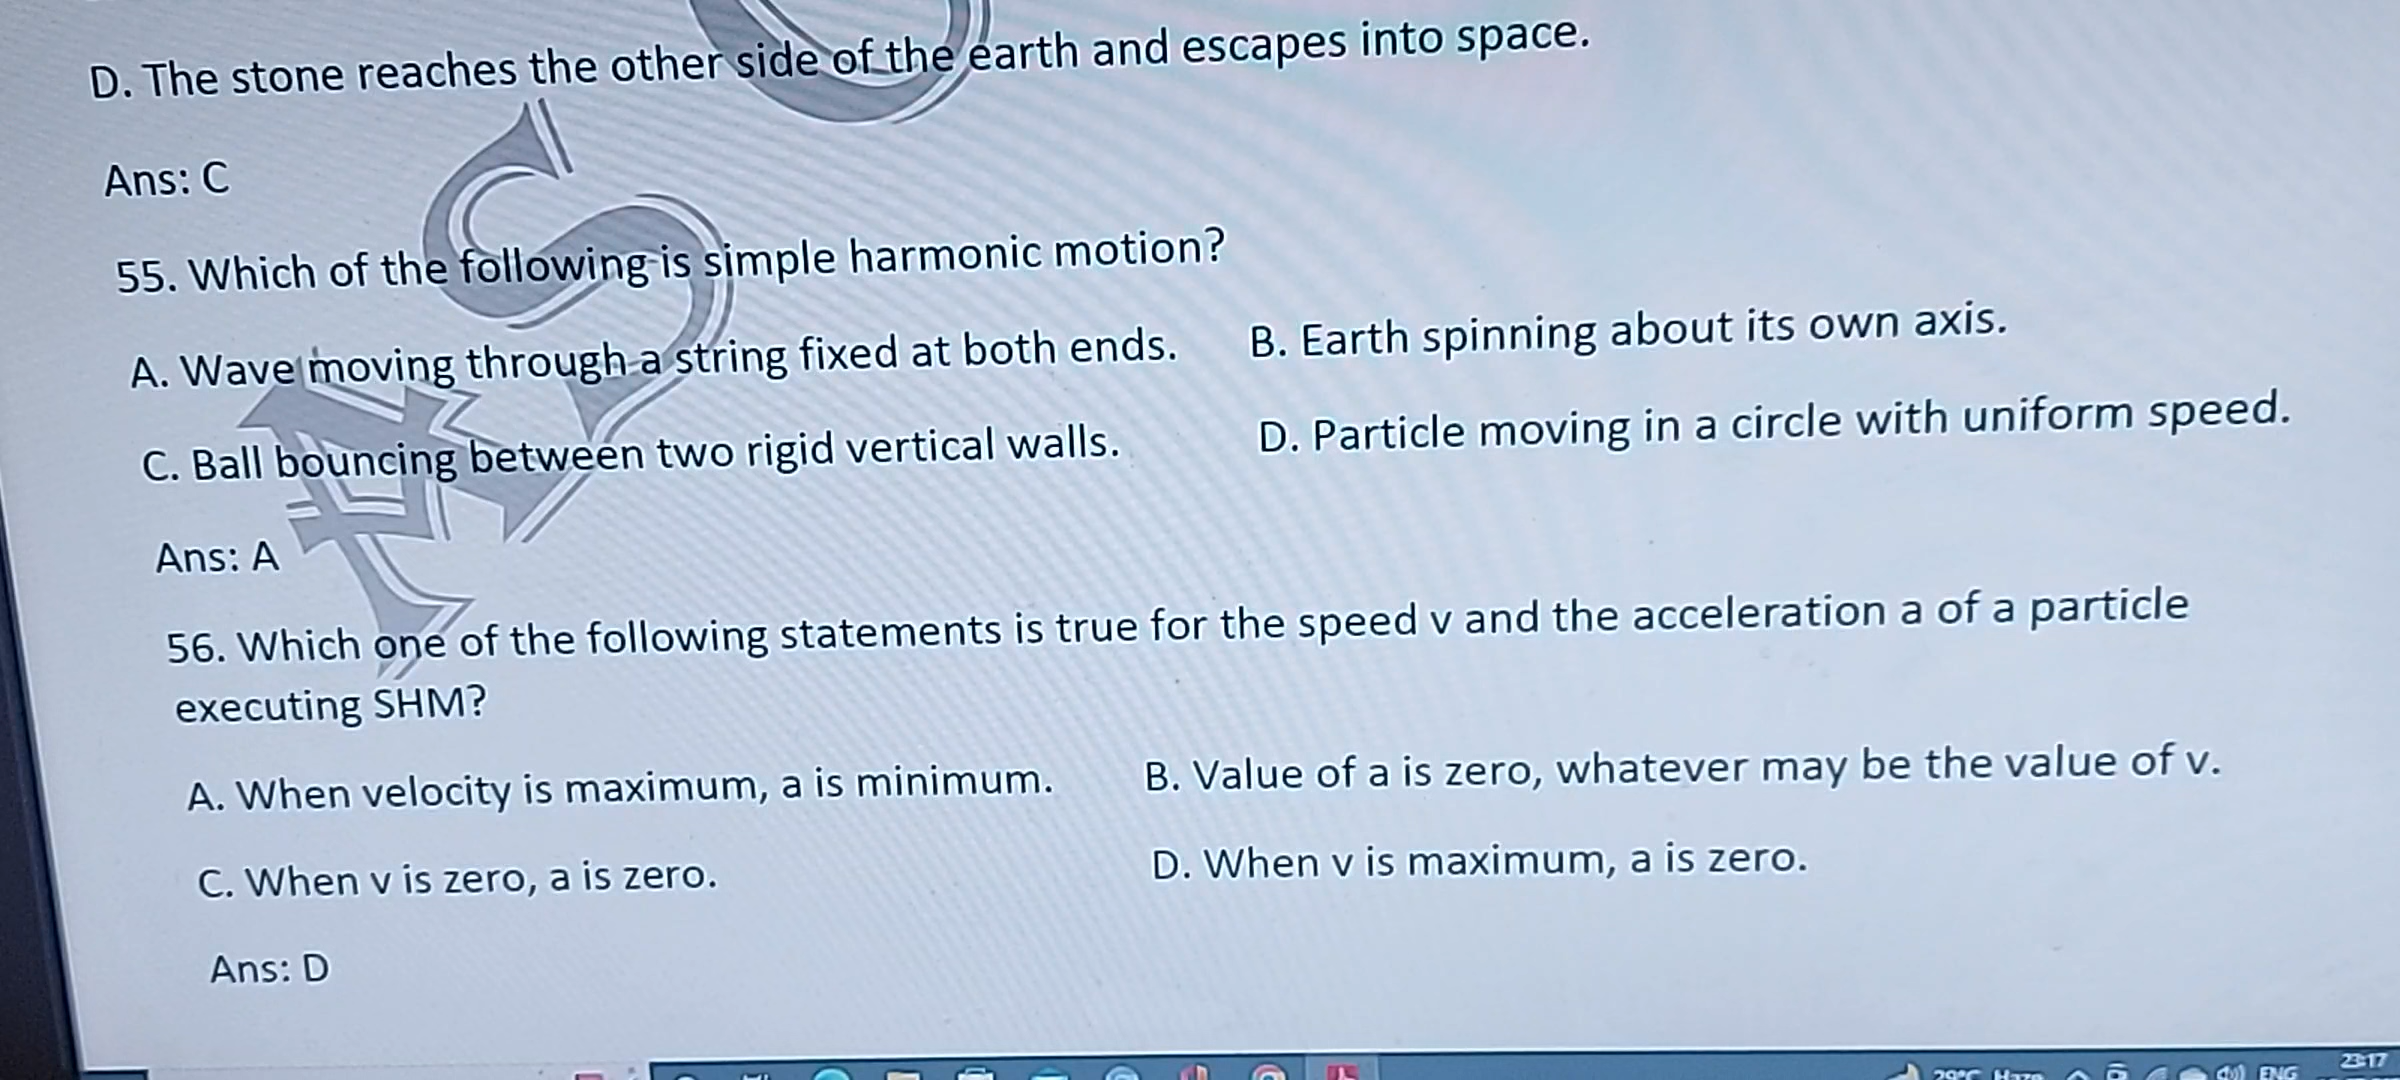 D. The stone reaches the other side of the earth and escapes into space.
Ans: C
55. Which of the following is simple harmonic motion?
A. Wave moving through a string fixed at both ends. B. Earth spinning about its own axis.
C. Ball bouncing between two rigid vertical walls. D. Particle moving in a circle with uniform speed.
Ans: A
56. Which one of the following statements is true for the speed v and the acceleration a of a particle
executing SHM?
A. When velocity is maximum, a is minimum. B. Value of a is zero, whatever may be the value of v.
C. When v is zero, a is zero. D. When v is maximum, a is zero.
Ans: D
29°C Haze ENG 23:17